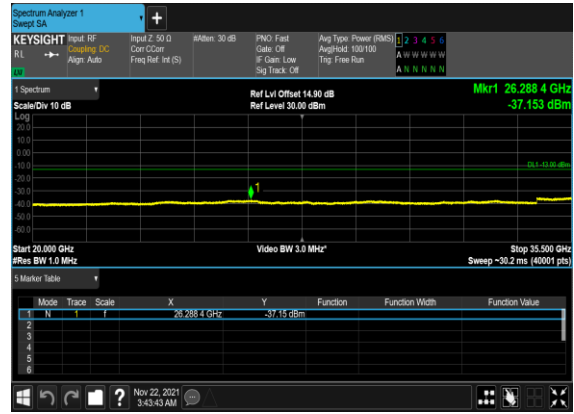 Spectrum Analyzer 1
Swept SA
KEYSIGHT Input: RF Input Z: 50 Ω #Atten: 30 dB PNO: Fast Avg Type: Power (RMS) 1 2 3 4 5 6
RL Coupling: DC Corr CCorr Gate: Off Avg|Hold: 100/100 A W W W W W
Align: Auto Freq Ref: Int (S) IF Gain: Low Trig: Free Run
Sig Track: Off A N N N N N
1 Spectrum
Ref Lvl Offset 14.90 dB Mkr1 26.288 4 GHz
Scale/Div 10 dB Ref Level 30.00 dBm -37.153 dBm
Log
20.0
10.0
0.00
-10.0
DL1 -13.00 dBm
-20.0
-30.0
1
-40.0
-50.0
-60.0
Start 20.000 GHz Video BW 3.0 MHz* Stop 35.500 GHz
#Res BW 1.0 MHz Sweep ~30.2 ms (40001 pts)
5 Marker Table
Mode Trace Scale X Y Function Function Width Function Value
1 N 1 f 26.288 4 GHz -37.15 dBm
2
3
4
5
6
Nov 22, 2021
3:43:43 AM